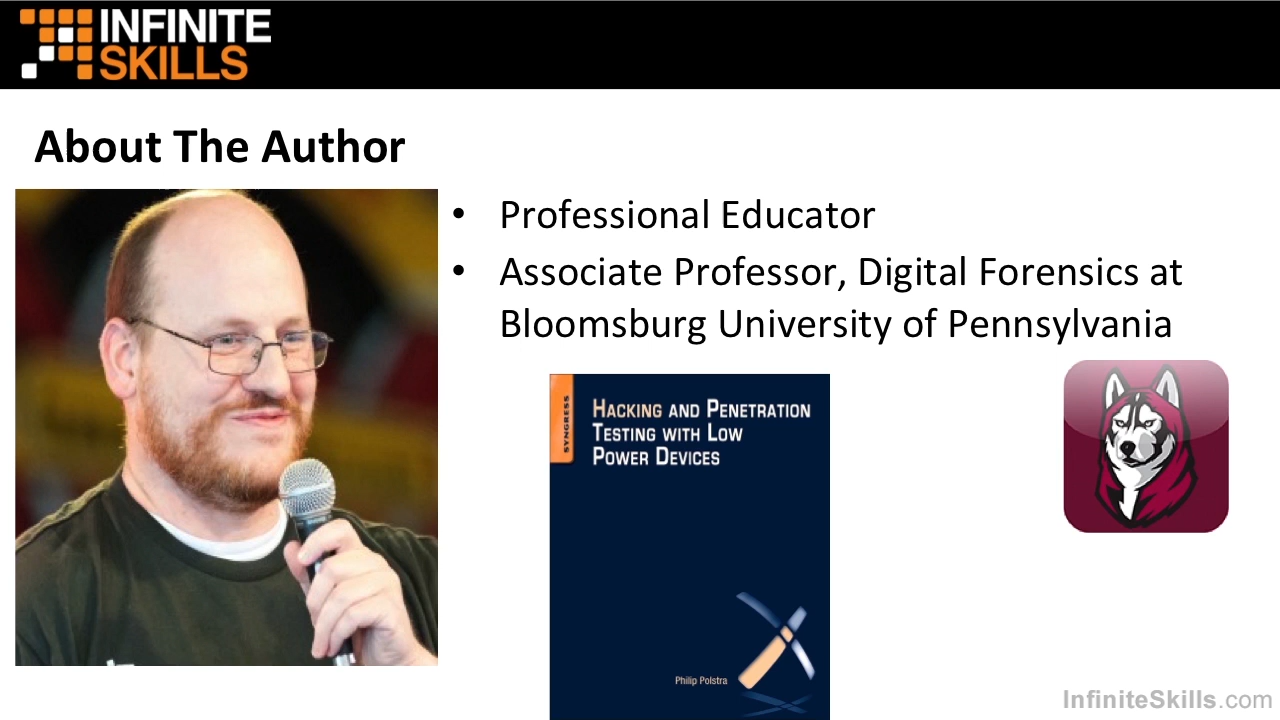 INFINITE
SKILLS
About The Author
• Professional Educator
• Associate Professor, Digital Forensics at
Bloomsburg University of Pennsylvania
SYNGRESS
HACKING AND PENETRATION
TESTING WITH LOW
POWER DEVICES
Philip Polstra
InfiniteSkills.com